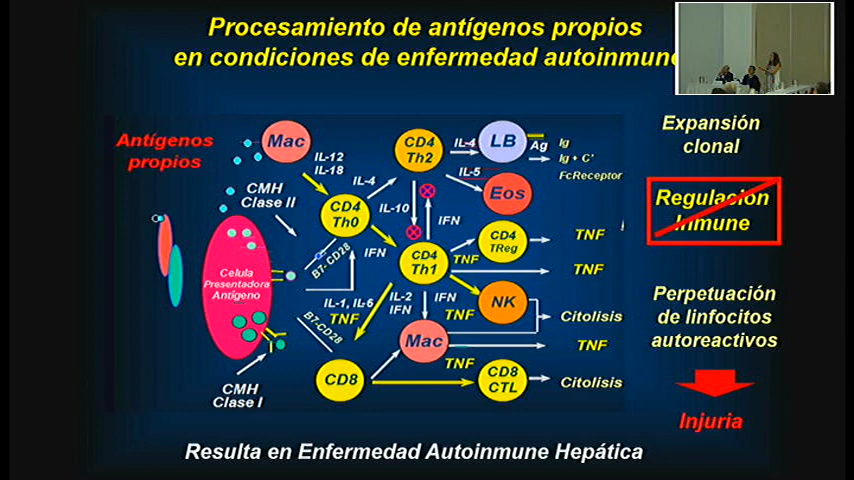 Procesamiento de antígenos propios
en condiciones de enfermedad autoinmune
Antígenos
propios
Mac
IL-12
IL-18
CMH
Clase II
IL-4
CD4
Th0
CD4
Th2
IL-4
LB
Ag
Ig
Ig + C'
FcReceptor
IL-5
Eos
IL-10
IFN
B7-CD28
IFN
CD4
Th1
TNF
CD4
TReg
TNF
TNF
Celula
Presentadora
Antígeno
IL-1, IL-6
TNF
IL-2
IFN
IFN
TNF
NK
Citolisis
B7-CD28
Mac
TNF
TNF
CD8
CD8
CTL
Citolisis
CMH
Clase I
Expansión
clonal
Regulación
Inmune
Perpetuación
de linfocitos
autoreactivos
Injuria
Resulta en Enfermedad Autoinmune Hepática